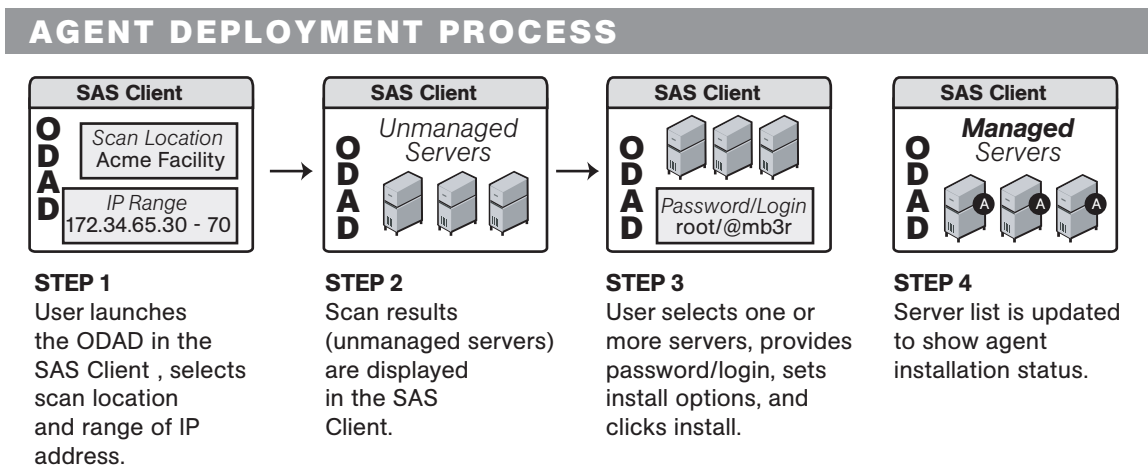 AGENT DEPLOYMENT PROCESS
SAS Client
O
D
A
D
Scan Location
Acme Facility
IP Range
172.34.65.30 - 70
SAS Client
O
D
A
D
Unmanaged
Servers
SAS Client
O
D
A
D
Password/Login
root/@mb3r
SAS Client
O
D
A
D
Managed
Servers
A
A
A
STEP 1
User launches
the ODAD in the
SAS Client , selects
scan location
and range of IP
address.
STEP 2
Scan results
(unmanaged servers)
are displayed
in the SAS
Client.
STEP 3
User selects one or
more servers, provides
password/login, sets
install options, and
clicks install.
STEP 4
Server list is updated
to show agent
installation status.